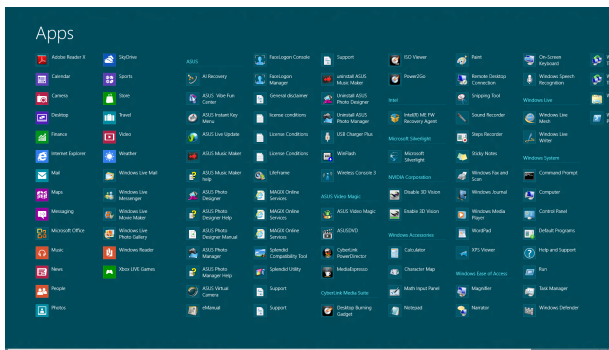 Apps
Adobe Reader X
Calendar
Camera
Desktop
Finance
Internet Explorer
Mail
Maps
Messaging
Microsoft Office
Music
News
People
Photos
SkyDrive
Sports
Store
Travel
Video
Weather
Windows Live Mail
Windows Live
Messenger
Windows Live
Movie Maker
Windows Live
Photo Gallery
Windows Reader
Xbox LIVE Games
ASUS
AI Recovery
ASUS Vibe Fun
Center
ASUS Instant Key
Menu
ASUS Live Update
ASUS Music Maker
ASUS Music Maker
help
ASUS Photo
Designer
ASUS Photo
Designer Help
ASUS Photo
Designer Manual
ASUS Photo
Manager
ASUS Photo
Manager Help
ASUS Virtual
Camera
eManual
FaceLogon Console
FaceLogon
Manager
General disclaimer
license conditions
License Conditions
License Conditions
LifeFrame
MAGIX Online
Services
MAGIX Online
Services
MAGIX Online
Services
Splendid
Compatibility Tool
Splendid Utility
Support
Support
Support
uninstall ASUS
Music Maker
Uninstall ASUS
Photo Designer
Uninstall ASUS
Photo Manager
USB Charger Plus
WinFlash
Wireless Console 3
ASUS Video Magic
ASUS Video Magic
ASUSDVD
CyberLink
PowerDirector
MediaEspresso
CyberLink Media Suite
Desktop Burning
Gadget
ISO Viewer
Power2Go
Intel
Intel(R) ME FW
Recovery Agent
Microsoft Silverlight
Microsoft
Silverlight
NVIDIA Corporation
Disable 3D Vision
Enable 3D Vision
Windows Accessories
Calculator
Character Map
Math Input Panel
Notepad
Paint
Remote Desktop
Connection
Snipping Tool
Sound Recorder
Steps Recorder
Sticky Notes
Windows Fax and
Scan
Windows Journal
Windows Media
Player
WordPad
XPS Viewer
Windows Ease of Access
Magnifier
Narrator
On-Screen
Keyboard
Windows Speech
Recognition
Windows Live
Windows Live
Mesh
Windows Live
Writer
Windows System
Command Prompt
Computer
Control Panel
Default Programs
Help and Support
Run
Task Manager
Windows Defender